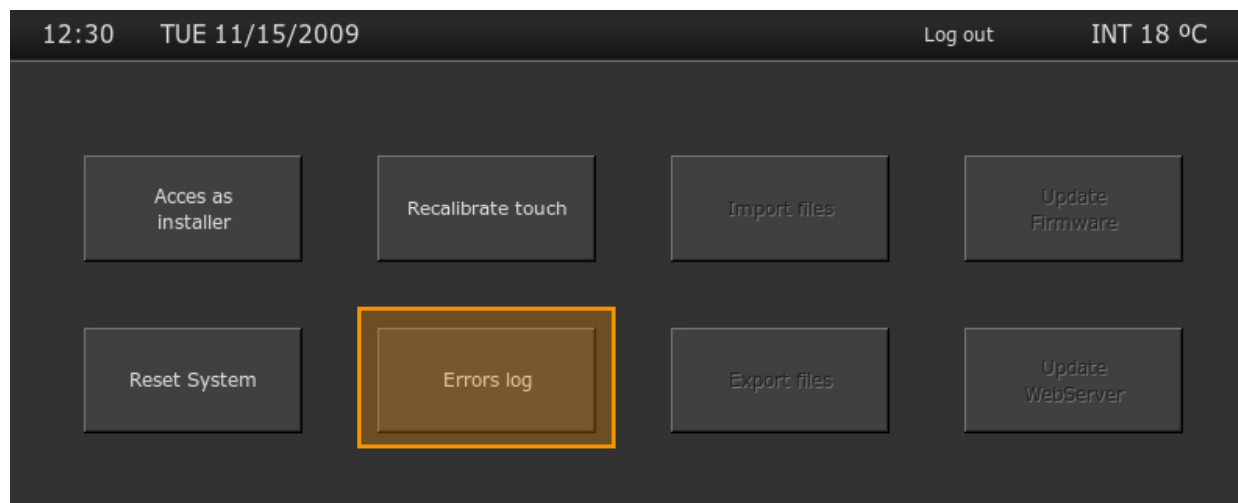 12:30 TUE 11/15/2009 Log out INT 18 ºC
Acces as
installer
Recalibrate touch
Import files
Update
Firmware
Reset System
Errors log
Export files
Update
WebServer